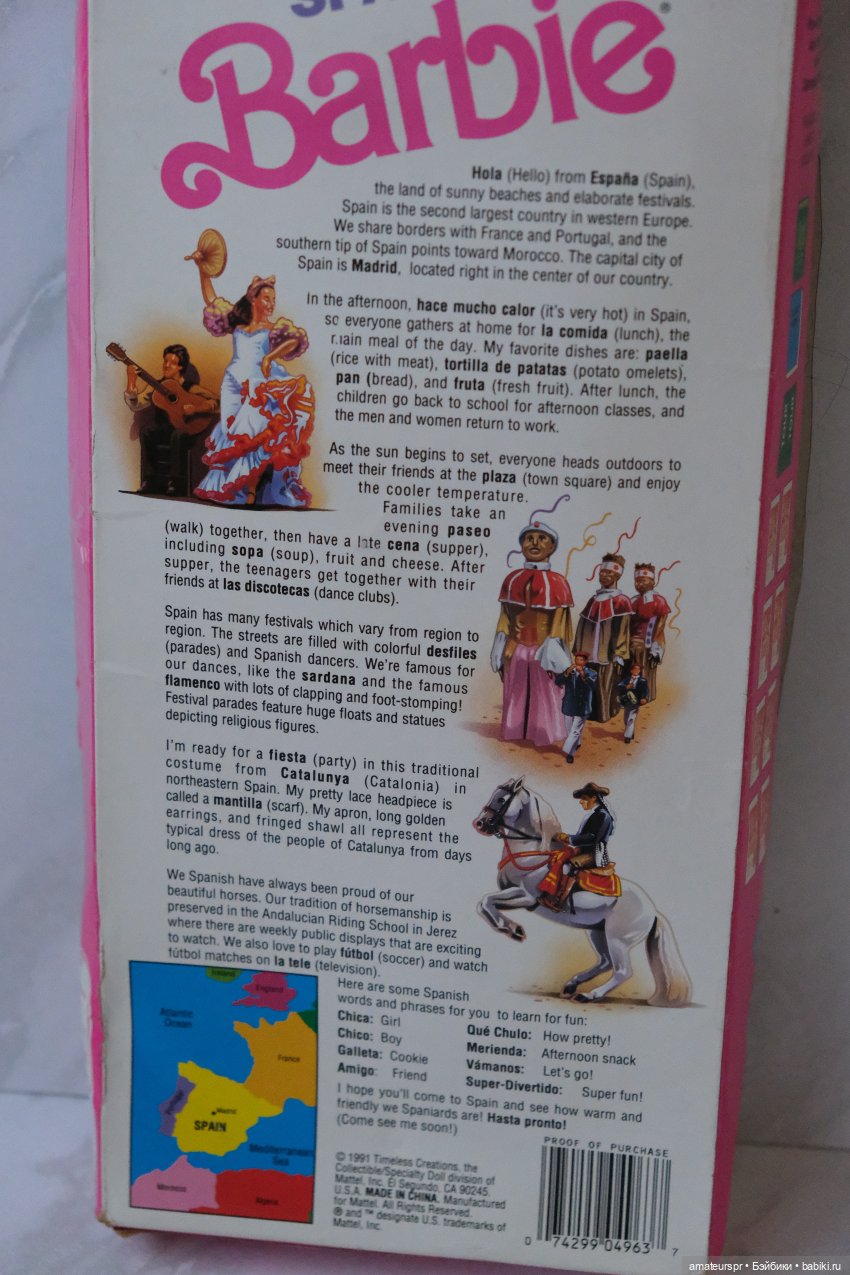 Barbie®
Hola (Hello) from España (Spain),
the land of sunny beaches and elaborate festivals.
Spain is the second largest country in western Europe.
We share borders with France and Portugal, and the
southern tip of Spain points toward Morocco. The capital city of
Spain is Madrid, located right in the center of our country.
In the afternoon, hace mucho calor (it's very hot) in Spain,
so everyone gathers at home for la comida (lunch), the
main meal of the day. My favorite dishes are: paella
(rice with meat), tortilla de patatas (potato omelets),
pan (bread), and fruta (fresh fruit). After lunch, the
children go back to school for afternoon classes, and
the men and women return to work.
As the sun begins to set, everyone heads outdoors to
meet their friends at the plaza (town square) and enjoy
the cooler temperature.
Families take an
evening paseo
(walk) together, then have a late cena (supper),
including sopa (soup), fruit and cheese. After
supper, the teenagers get together with their
friends at las discotecas (dance clubs).
Spain has many festivals which vary from region to
region. The streets are filled with colorful desfiles
(parades) and Spanish dancers. We're famous for
our dances, like the sardana and the famous
flamenco with lots of clapping and foot-stomping!
Festival parades feature huge floats and statues
depicting religious figures.
I'm ready for a fiesta (party) in this traditional
costume from Catalunya (Catalonia) in
northeastern Spain. My pretty lace headpiece is
called a mantilla (scarf). My apron, long golden
earrings, and fringed shawl all represent the
typical dress of the people of Catalunya from days
long ago.
We Spanish have always been proud of our
beautiful horses. Our tradition of horsemanship is
preserved in the Andalucian Riding School in Jerez
where there are weekly public displays that are exciting
to watch. We also love to play fútbol (soccer) and watch
fútbol matches on la tele (television).
Here are some Spanish
words and phrases for you to learn for fun:
Chica: Girl
Chico: Boy
Galleta: Cookie
Amigo: Friend
Qué Chulo: How pretty!
Merienda: Afternoon snack
Vámanos: Let's go!
Super-Divertido: Super fun!
I hope you'll come to Spain and see how warm and
friendly we Spaniards are! Hasta pronto!
(Come see me soon!)
Ireland
England
Atlantic
Ocean
France
Madrid
SPAIN
Mediterranean
Sea
Morocco
Algeria
© 1991 Timeless Creations, the
Collectible/Specialty Doll division of
Mattel, Inc. El Segundo, CA 90245.
U.S.A. MADE IN CHINA. Manufactured
for Mattel. All Rights Reserved.
® and ™ designate U.S. trademarks of
Mattel, Inc.
PROOF OF PURCHASE
0 74299 04963 7
amateurspr • Бэйбики • babiki.ru